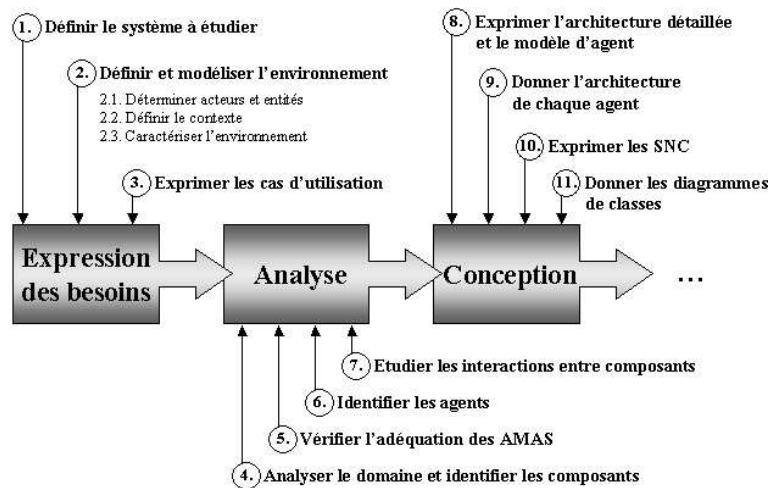 1. Définir le système à étudier
2. Définir et modéliser l'environnement
2.1. Déterminer acteurs et entités
2.2. Définir le contexte
2.3. Caractériser l'environnement
3. Exprimer les cas d'utilisation
8. Exprimer l'architecture détaillée
et le modèle d'agent
9. Donner l'architecture
de chaque agent
10. Exprimer les SNC
11. Donner les diagrammes
de classes
Expression
des besoins
Analyse
Conception
...
7. Etudier les interactions entre composants
6. Identifier les agents
5. Vérifier l'adéquation des AMAS
4. Analyser le domaine et identifier les composants